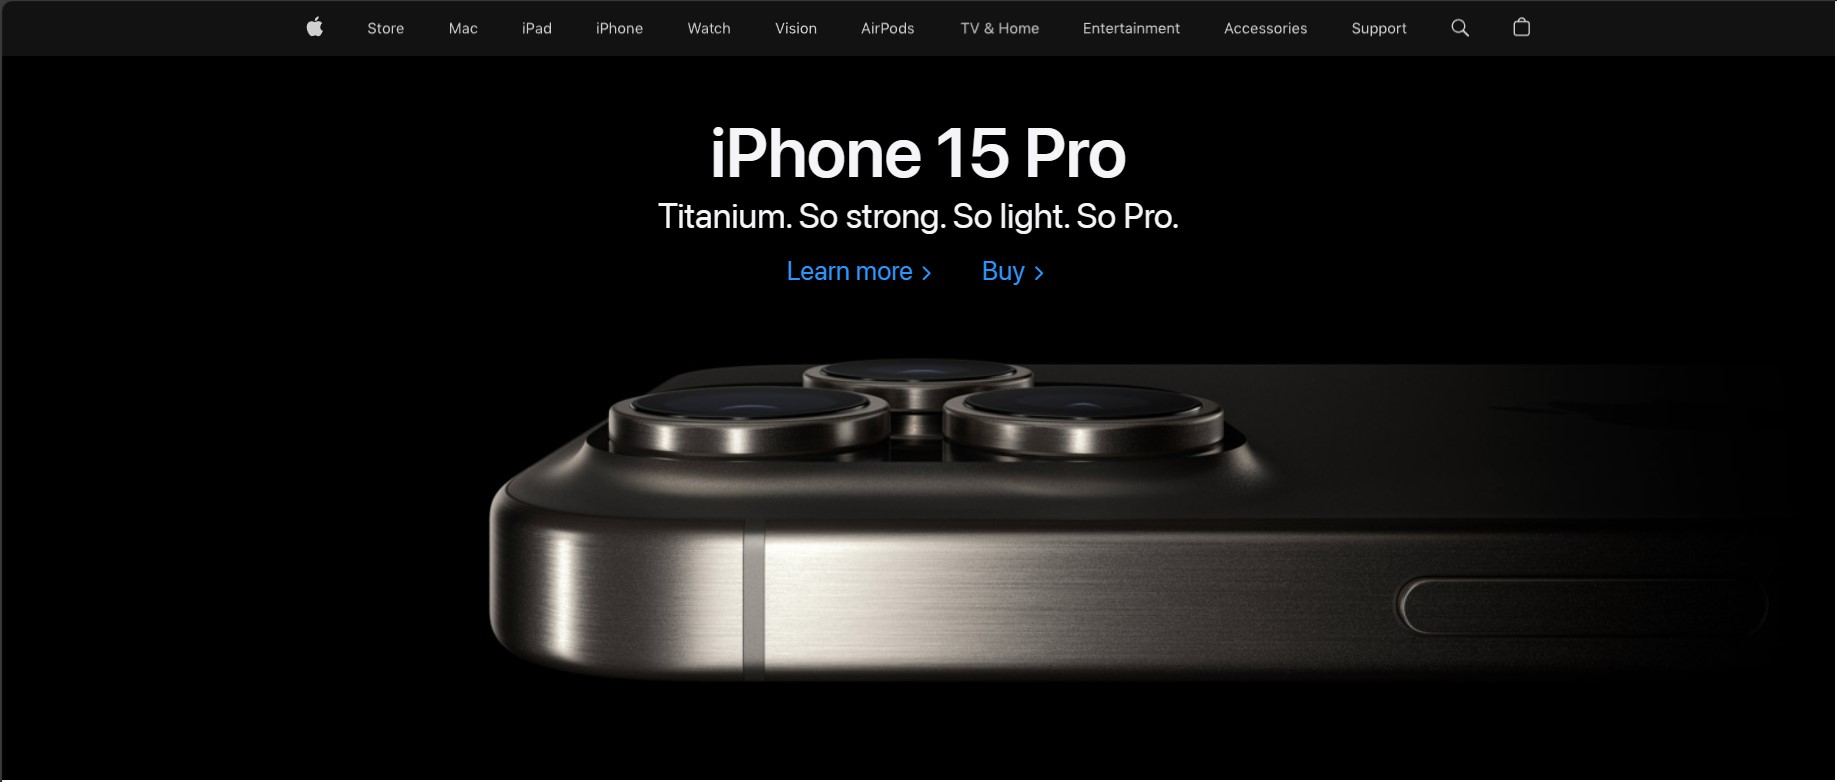 Store Mac iPad iPhone Watch Vision AirPods TV & Home Entertainment Accessories Support
iPhone 15 Pro
Titanium. So strong. So light. So Pro.
Learn more > Buy >